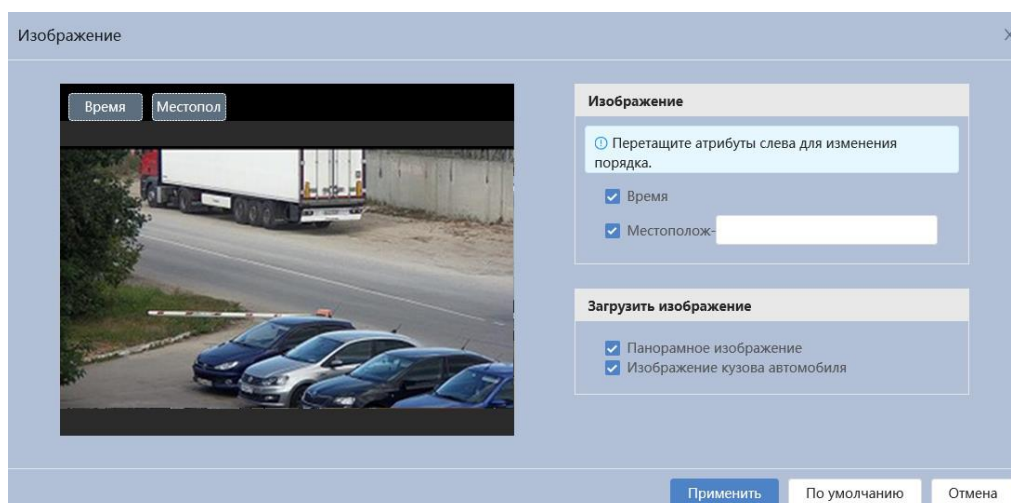 Изображение
Время
Местопол
Изображение
Перетащите атрибуты слева для изменения
порядка.
Время
Местополож-
Загрузить изображение
Панорамное изображение
Изображение кузова автомобиля
Применить
По умолчанию
Отмена